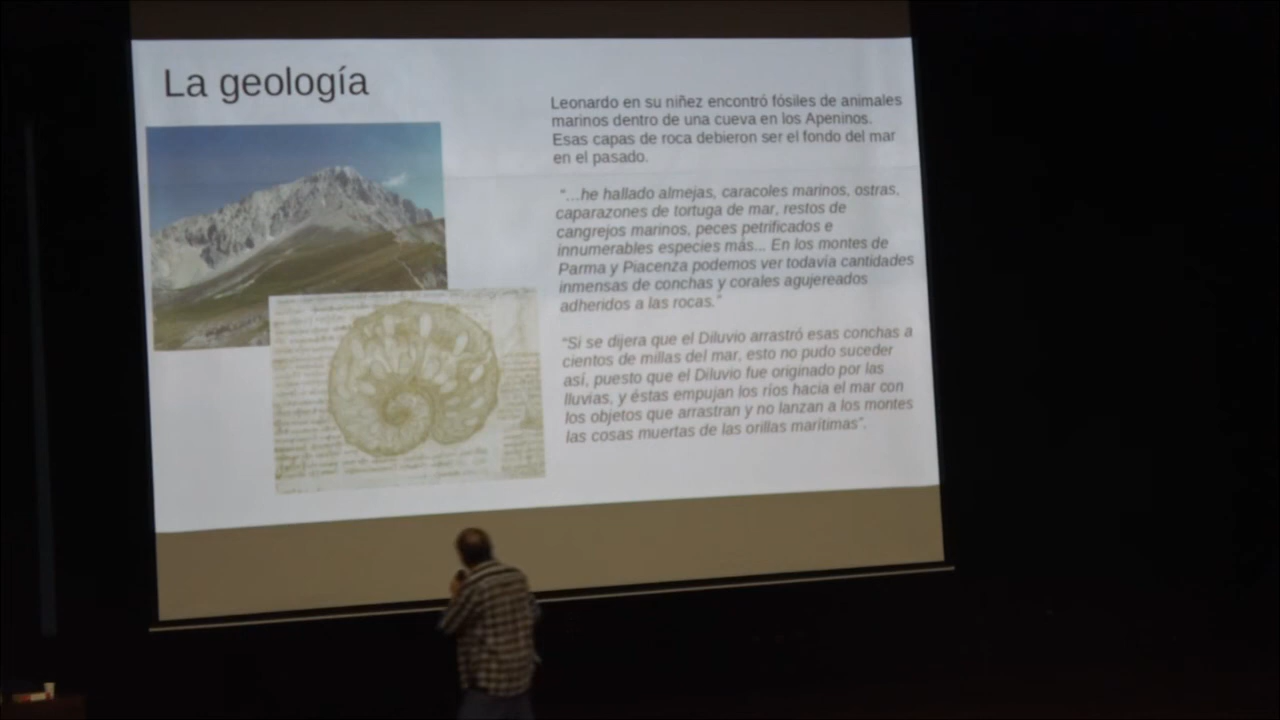 La geología
Leonardo en su niñez encontró fósiles de animales
marinos dentro de una cueva en los Apeninos.
Esas capas de roca debieron ser el fondo del mar
en el pasado.
“...he hallado almejas, caracoles marinos, ostras,
caparazones de tortuga de mar, restos de
cangrejos marinos, peces petrificados e
innumerables especies más... En los montes de
Parma y Piacenza podemos ver todavía cantidades
inmensas de conchas y corales agujereados
adheridos a las rocas.”
“Si se dijera que el Diluvio arrastró esas conchas a
cientos de millas del mar, esto no pudo suceder
así, puesto que el Diluvio fue originado por las
lluvias, y éstas empujan los ríos hacia el mar con
los objetos que arrastran y no lanzan a los montes
las cosas muertas de las orillas marítimas”.